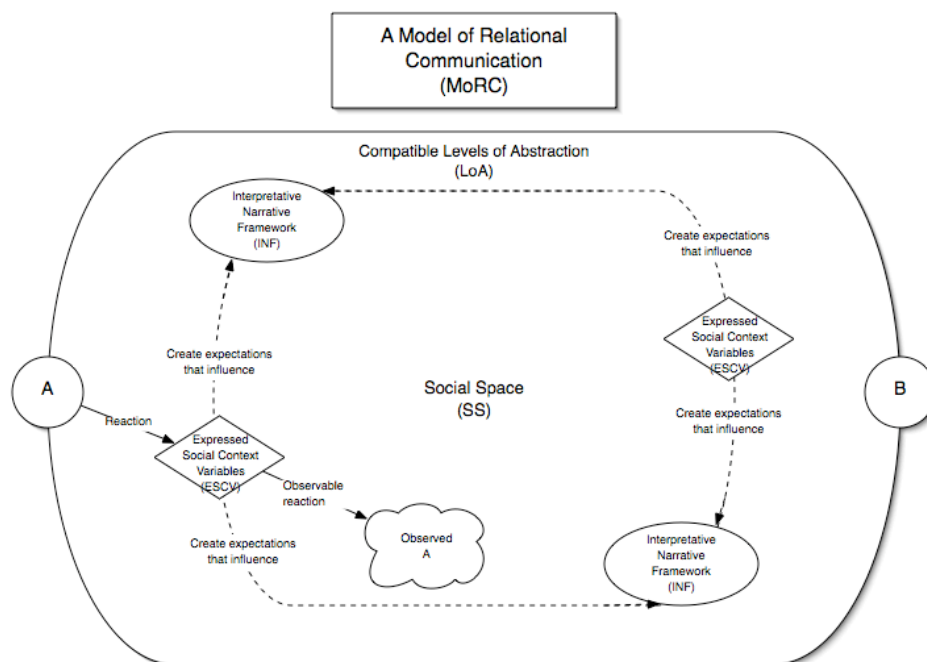 A Model of Relational
Communication
(MoRC)
Compatible Levels of Abstraction
(LoA)
Interpretative
Narrative
Framework
(INF)
Create expectations
that influence
Expressed
Social Context
Variables
(ESCV)
Create expectations
that influence
A
B
Social Space
(SS)
Create expectations
that influence
Reaction
Expressed
Social Context
Variables
(ESCV)
Observable
reaction
Observed
A
Create expectations
that influence
Interpretative
Narrative
Framework
(INF)